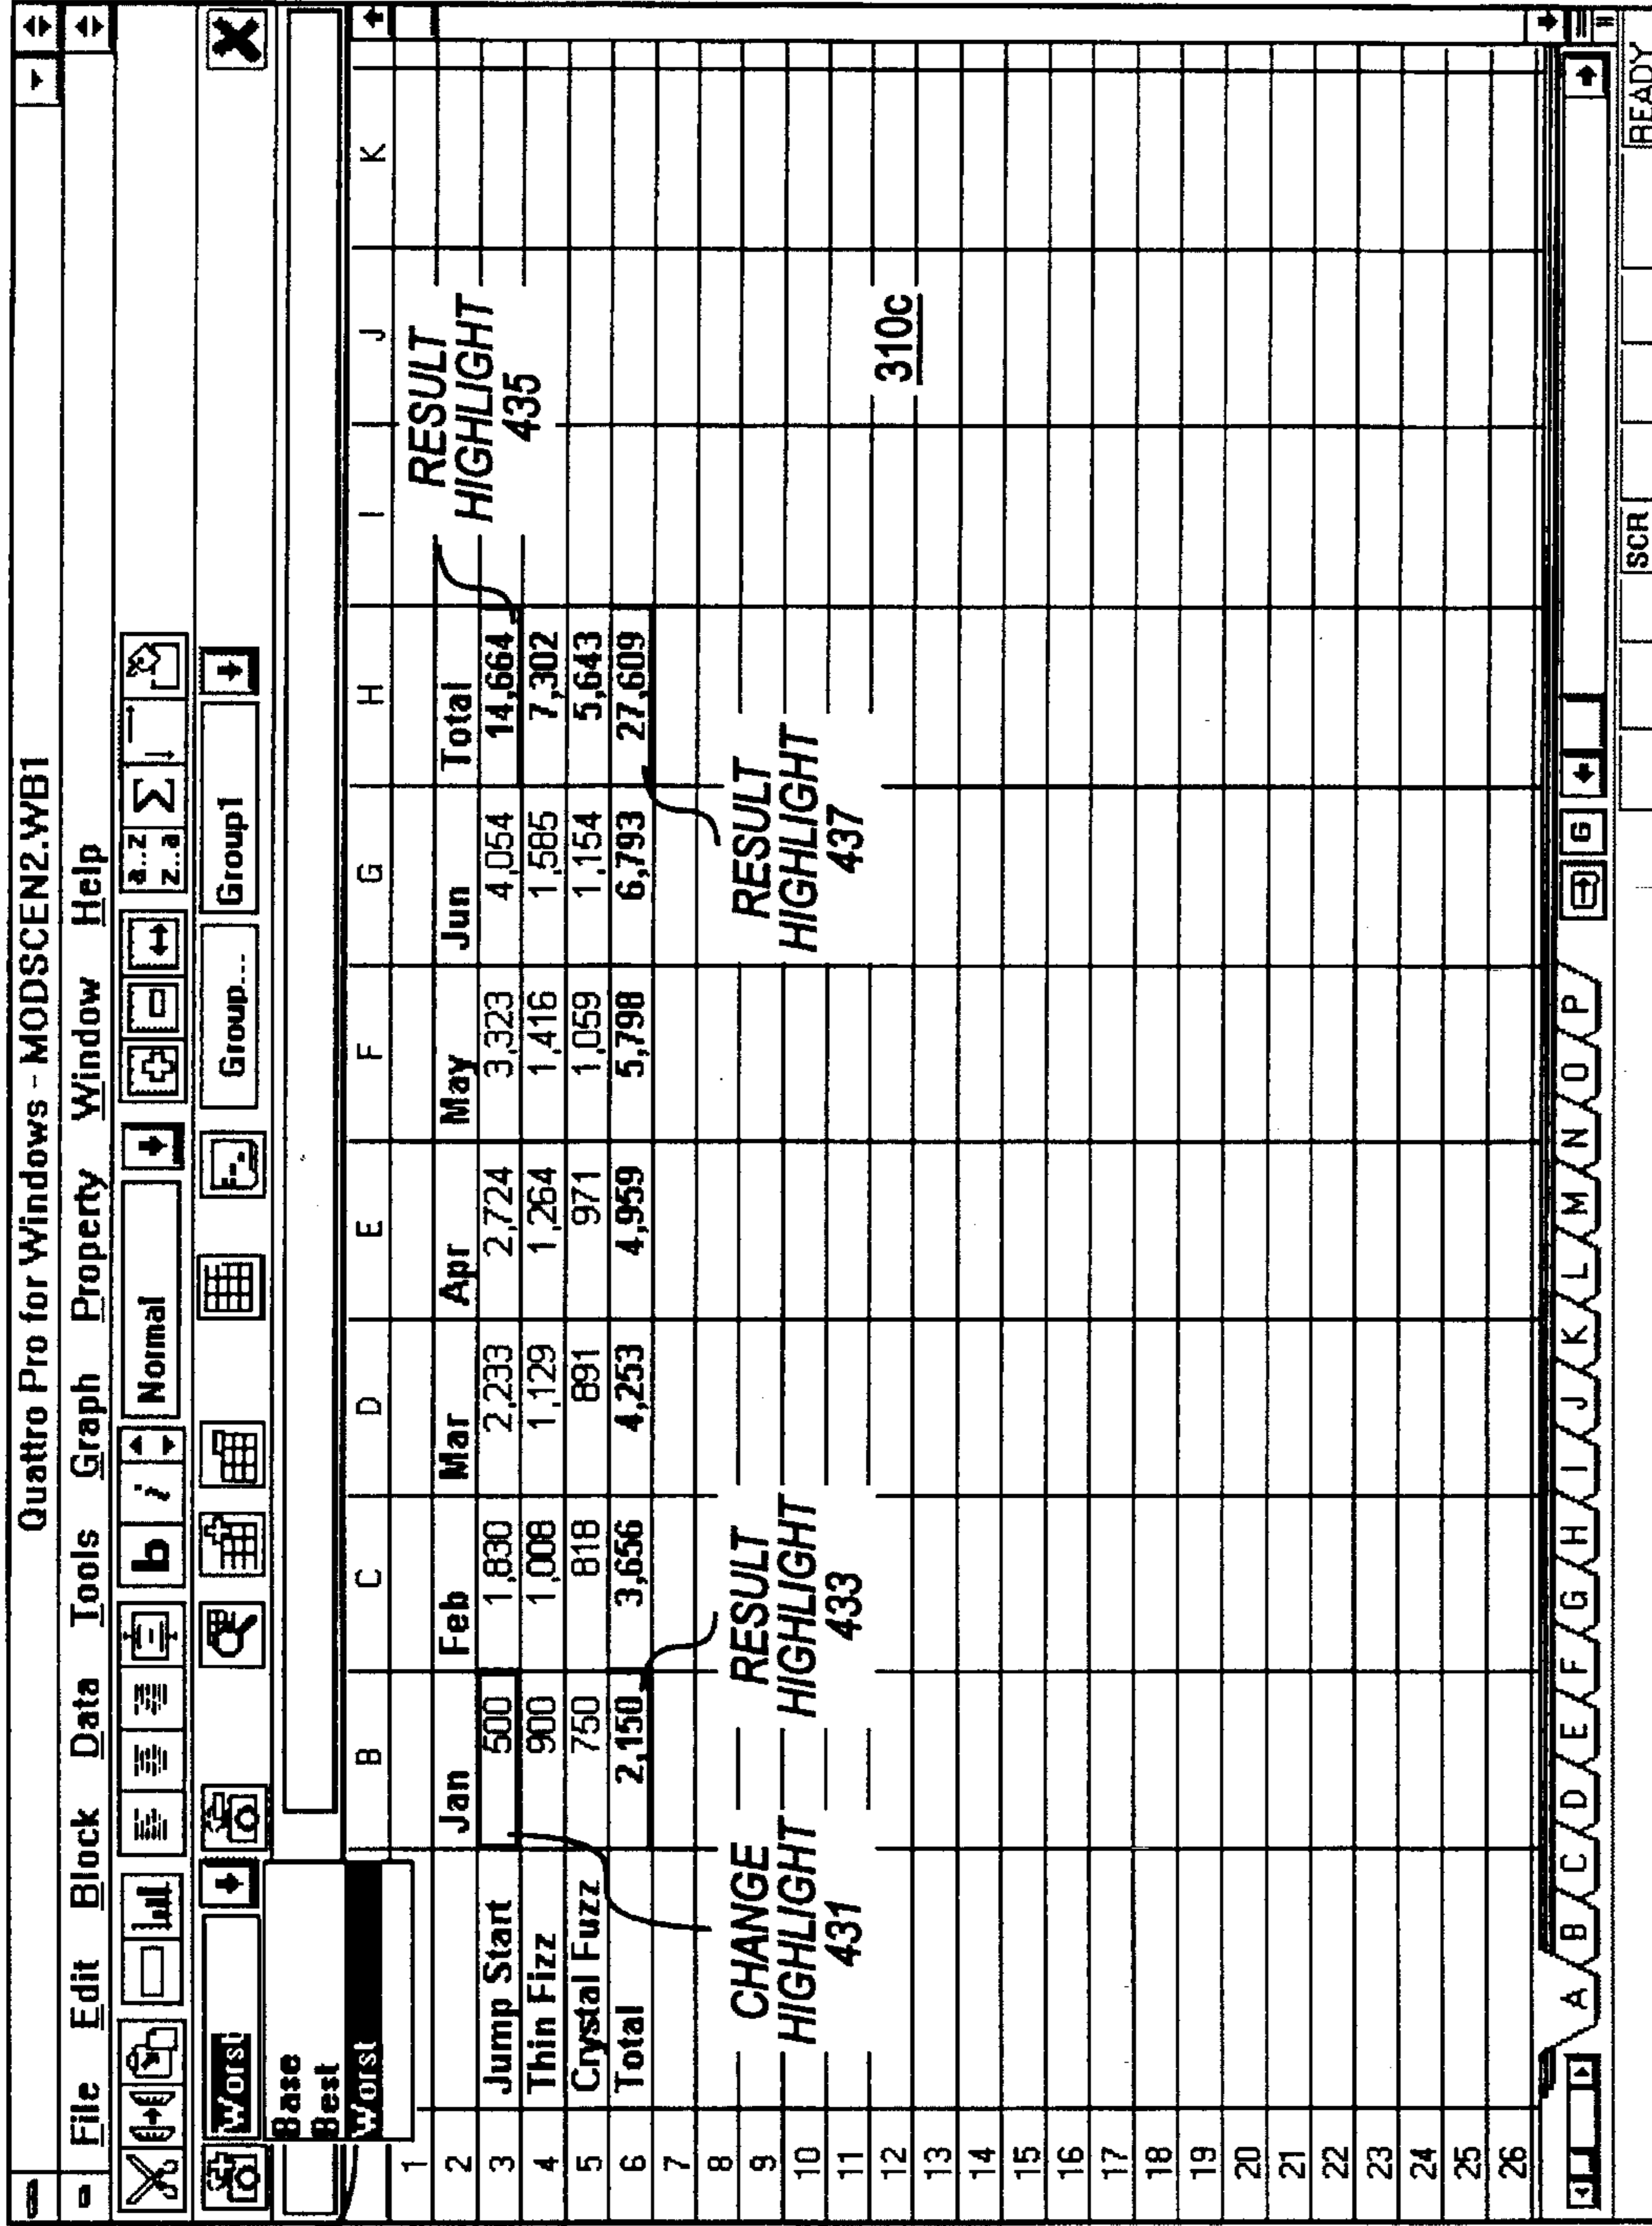 Quattro Pro for Windows - MODSCEN2.WB1
File Edit Block Data Tools Graph Property Window Help
b i Normal a..z z..a Σ
Worst Group... Group1
Base
Best
Worst
B C D E F G H I J K
1
2 Jan Feb Mar Apr May Jun Total
3 Jump Start 500 1,830 2,233 2,724 3,323 4,054 14,664
4 Thin Fizz 900 1,008 1,129 1,264 1,416 1,585 7,302
5 Crystal Fuzz 750 818 891 971 1,059 1,154 5,643
6 Total 2,150 3,656 4,253 4,959 5,798 6,793 27,609
7
8
9
10
11
12
13
14
15
16
17
18
19
20
21
22
23
24
25
26
CHANGE
HIGHLIGHT
431
RESULT
HIGHLIGHT
433
RESULT
HIGHLIGHT
437
RESULT
HIGHLIGHT
435
310c
A B C D E F G H I J K L M N O P G
SCR READY